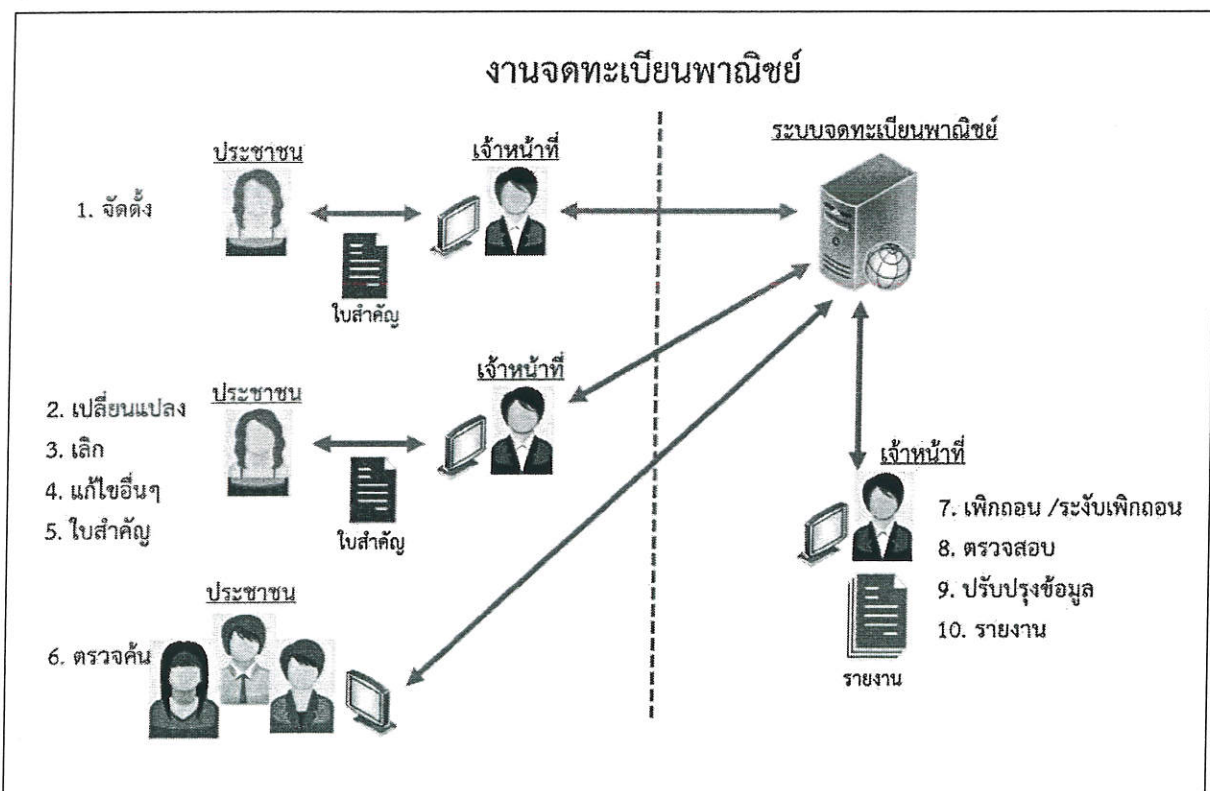 งานจดทะเบียนพาณิชย์
ระบบจดทะเบียนพาณิชย์
ประชาชน
เจ้าหน้าที่
1. จัดตั้ง
ใบสำคัญ
ประชาชน
เจ้าหน้าที่
2. เปลี่ยนแปลง
3. เลิก
4. แก้ไขอื่นๆ
5. ใบสำคัญ
ใบสำคัญ
ประชาชน
6. ตรวจค้น
เจ้าหน้าที่
7. เพิกถอน /ระงับเพิกถอน
8. ตรวจสอบ
9. ปรับปรุงข้อมูล
10. รายงาน
รายงาน